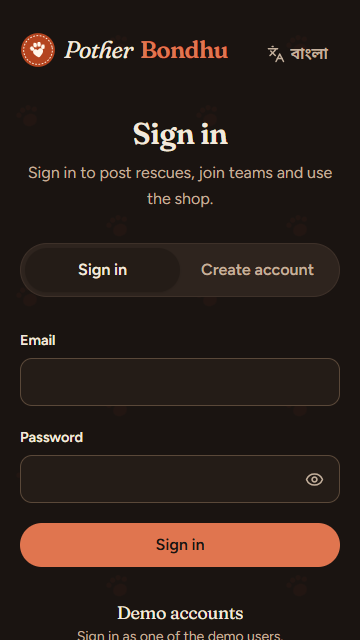 Pother Bondhu
বাংলা
Sign in
Sign in to post rescues, join teams and use
the shop.
Sign in
Create account
Email
Password
Sign in
Demo accounts
Sign in as one of the demo users.